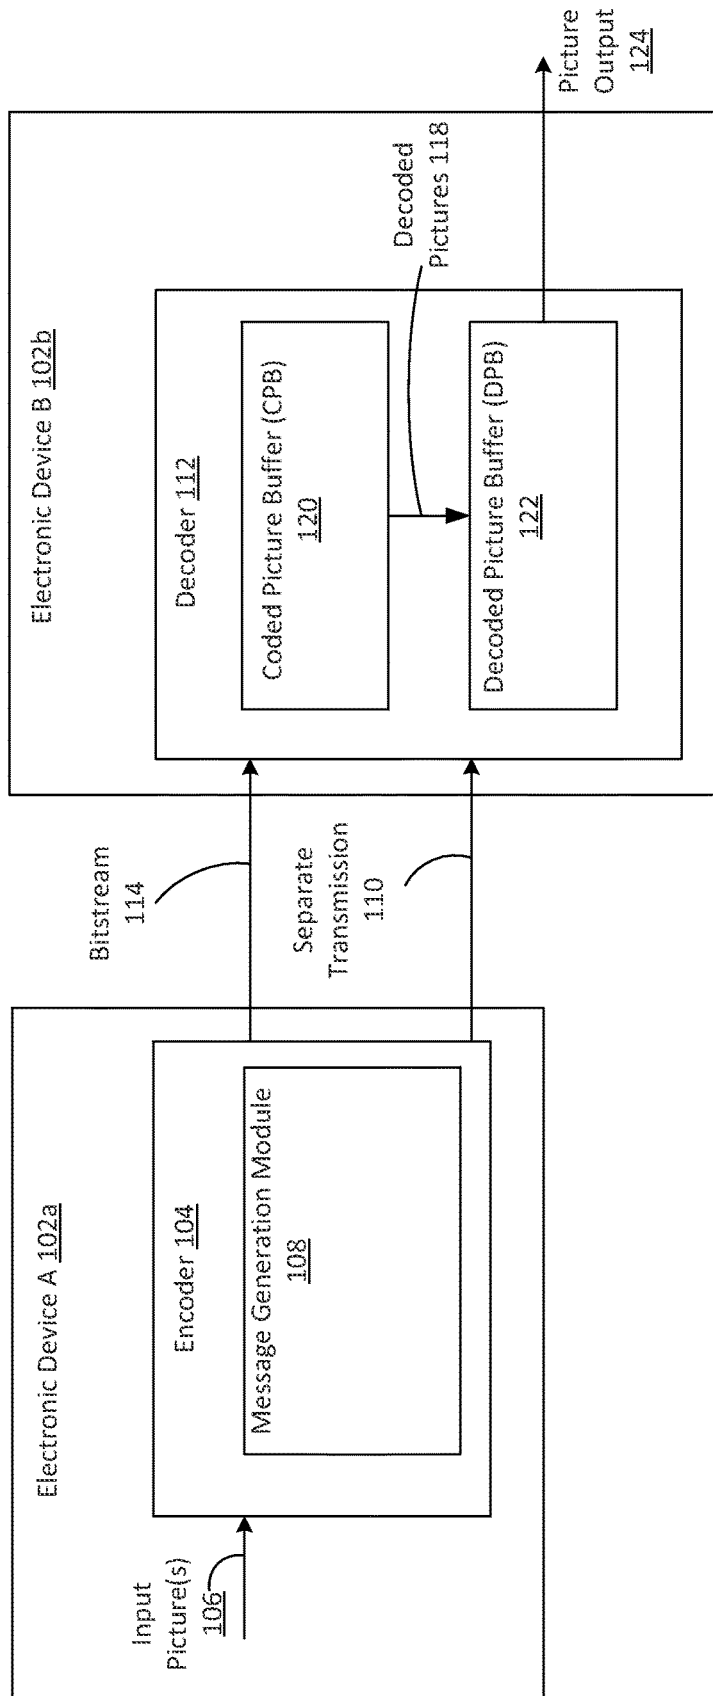 Electronic Device A 102a
Input
Picture(s)
106
Encoder 104
Message Generation Module
108
Bitstream
114
Separate
Transmission
110
Electronic Device B 102b
Decoder 112
Coded Picture Buffer (CPB)
120
Decoded
Pictures 118
Decoded Picture Buffer (DPB)
122
Picture
Output
124